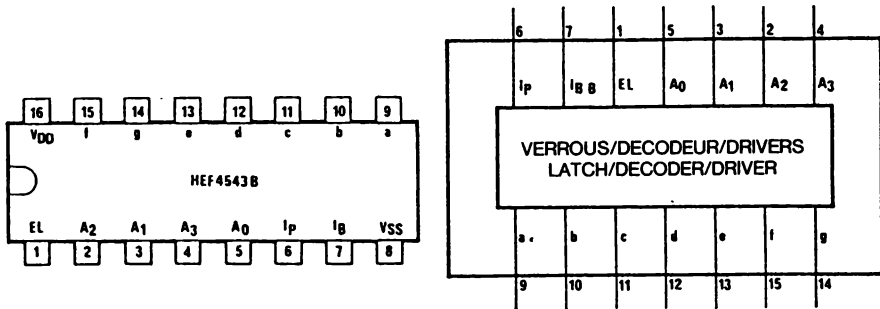 16 15 14 13 12 11 10 9
VDD f g e d c b a
HEF4543B
EL A2 A1 A3 A0 IP IB VSS
1 2 3 4 5 6 7 8
6 7 1 5 3 2 4
IP IB B EL A0 A1 A2 A3
VERROUS/DECODEUR/DRIVERS
LATCH/DECODER/DRIVER
a b c d e f g
9 10 11 12 13 15 14